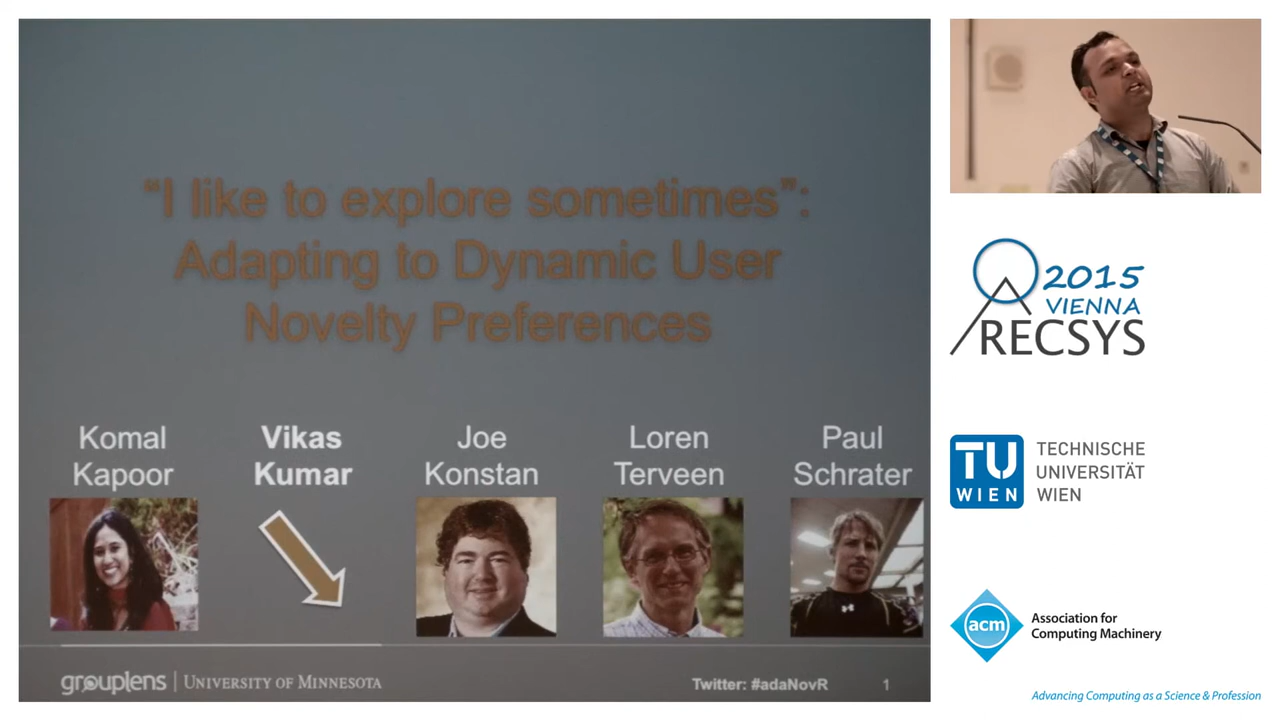 “I like to explore sometimes”:
Adapting to Dynamic User
Novelty Preferences
Komal
Kapoor
Vikas
Kumar
Joe
Konstan
Loren
Terveen
Paul
Schrater
grouplens | UNIVERSITY OF MINNESOTA
Twitter: #adaNovR
1
2015
VIENNA
RECSYS
TU
WIEN
TECHNISCHE
UNIVERSITÄT
WIEN
acm
Association for
Computing Machinery
Advancing Computing as a Science & Profession